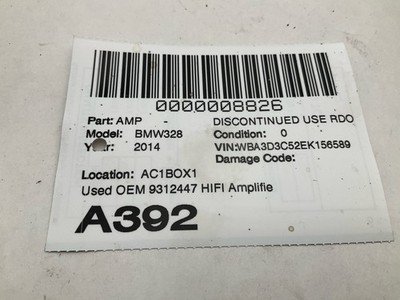 0000008826
Part: AMP - DISCONTINUED USE RDO
Model: BMW328 Condition: 0
Year: 2014 VIN:WBA3D3C52EK156589
Damage Code:
Location: AC1BOX1
Used OEM 9312447 HIFI Amplifie
A392